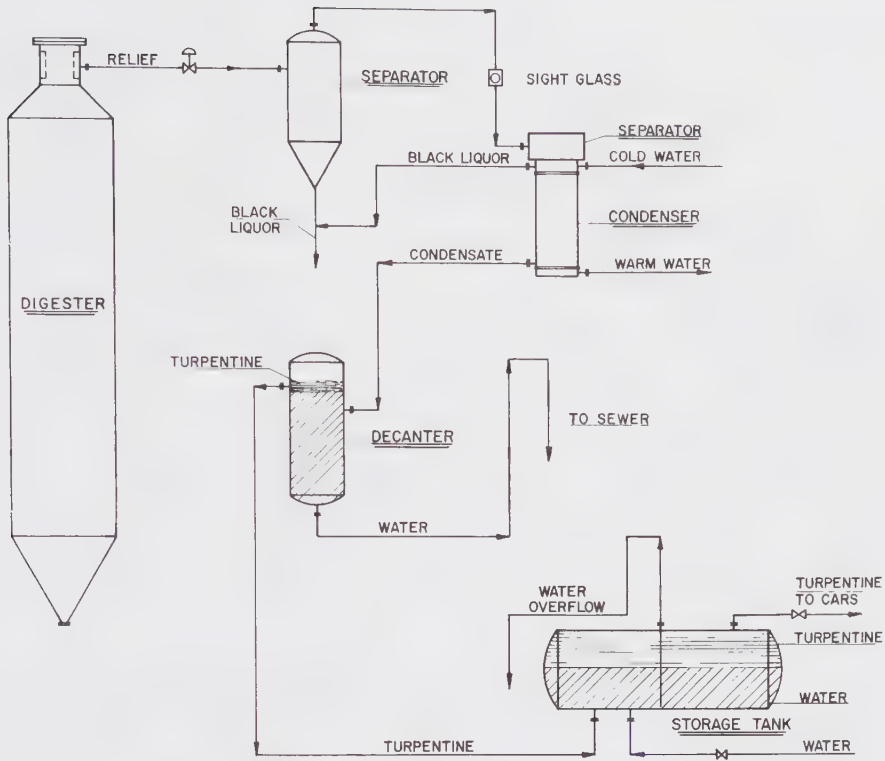 RELIEF
SEPARATOR
SIGHT GLASS
SEPARATOR
BLACK LIQUOR
COLD WATER
BLACK
LIQUOR
CONDENSER
CONDENSATE
WARM WATER
DIGESTER
TURPENTINE
TO SEWER
DECANTER
WATER
WATER
OVERFLOW
TURPENTINE
TO CARS
TURPENTINE
WATER
STORAGE TANK
TURPENTINE
WATER